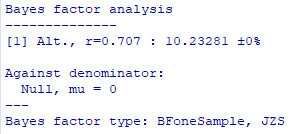 Bayes factor analysis
--------------
[1] Alt., r=0.707 : 10.23281 ±0%

Against denominator:
  Null, mu = 0
---
Bayes factor type: BFoneSample, JZS